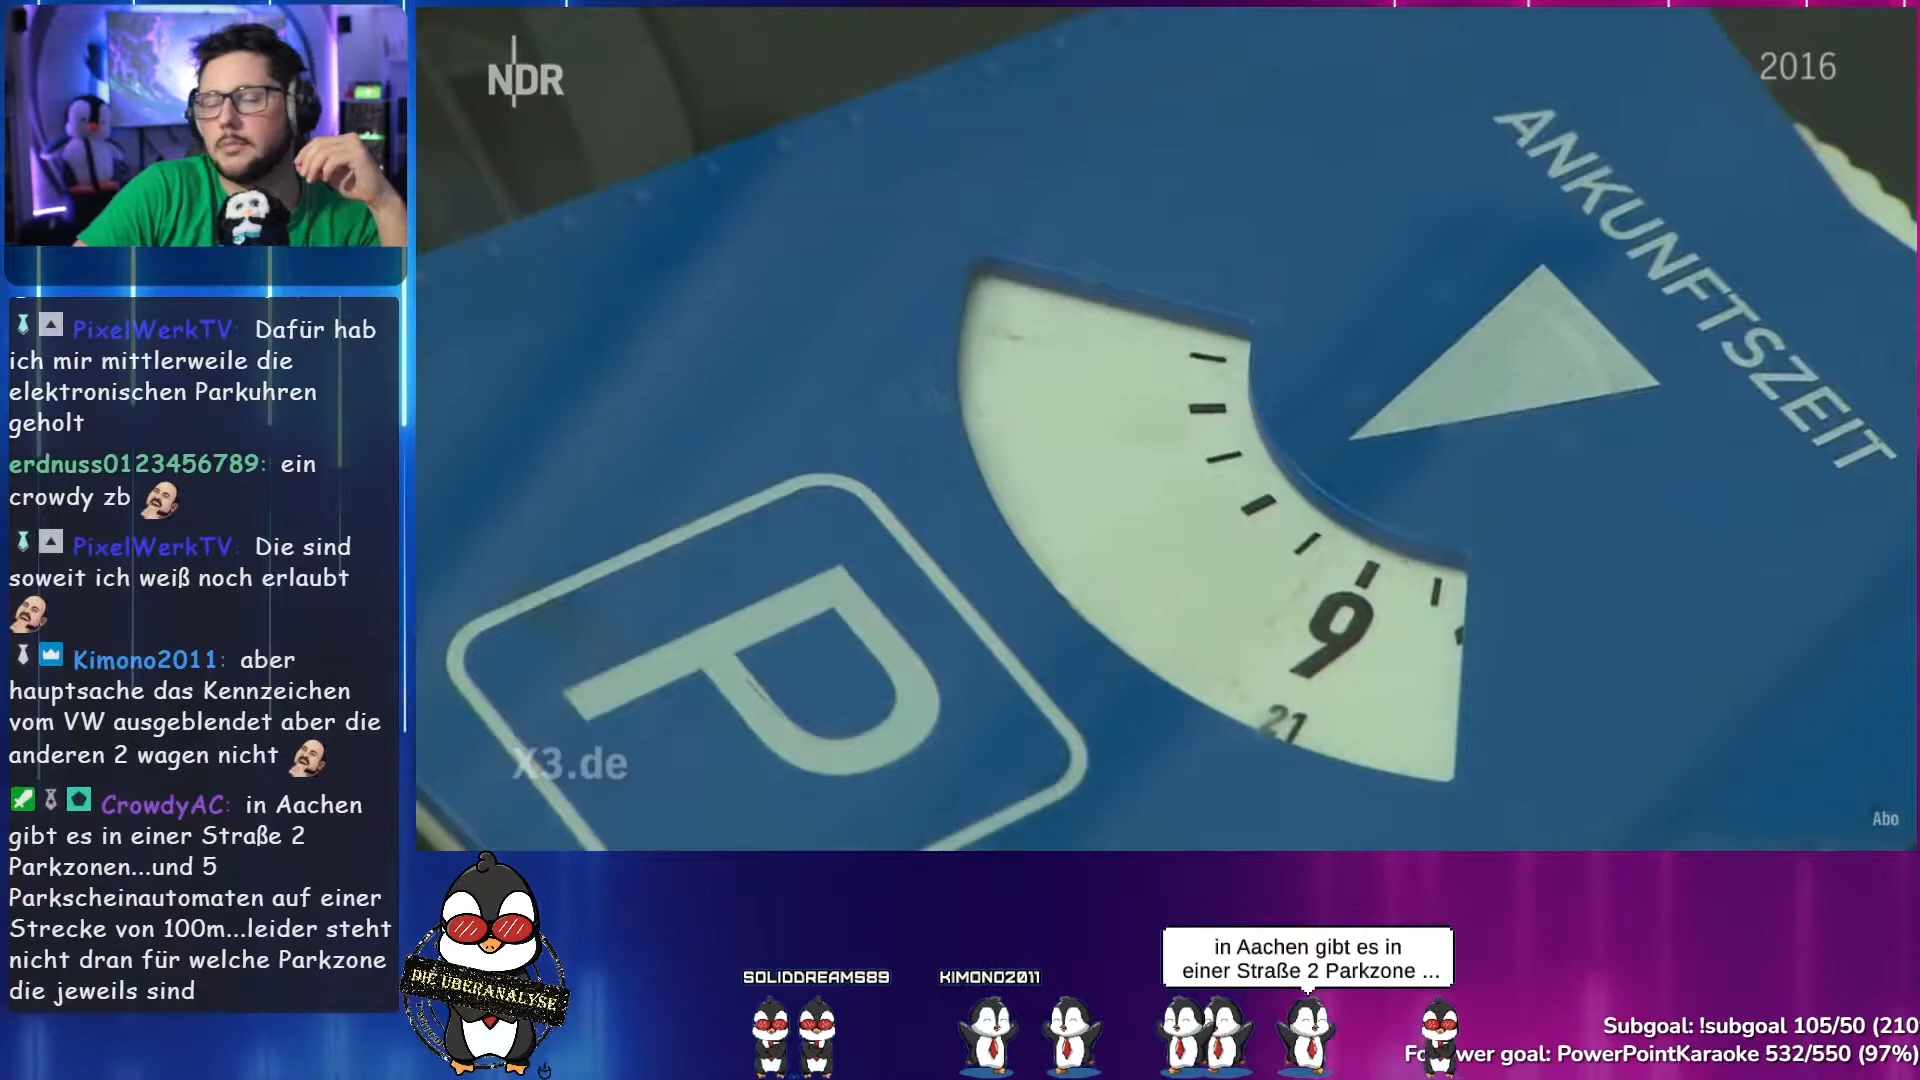 NDR
2016
ANKUNFTSZEIT
9
21
P
X3.de
Abo
PixelWerkTV: Dafür hab
ich mir mittlerweile die
elektronischen Parkuhren
geholt
erdnuss0123456789: ein
crowdy zb
PixelWerkTV: Die sind
soweit ich weiß noch erlaubt
Kimono2011: aber
hauptsache das Kennzeichen
vom VW ausgeblendet aber die
anderen 2 wagen nicht
CrowdyAC: in Aachen
gibt es in einer Straße 2
Parkzonen...und 5
Parkscheinautomaten auf einer
Strecke von 100m...leider steht
nicht dran für welche Parkzone
die jeweils sind
DIE ÜBERANALYSE
SOLIDDREAMS89
KIMONO2011
in Aachen gibt es in
einer Straße 2 Parkzone ...
Subgoal: !subgoal 105/50 (210
wer goal: PowerPointKaraoke 532/550 (97%)